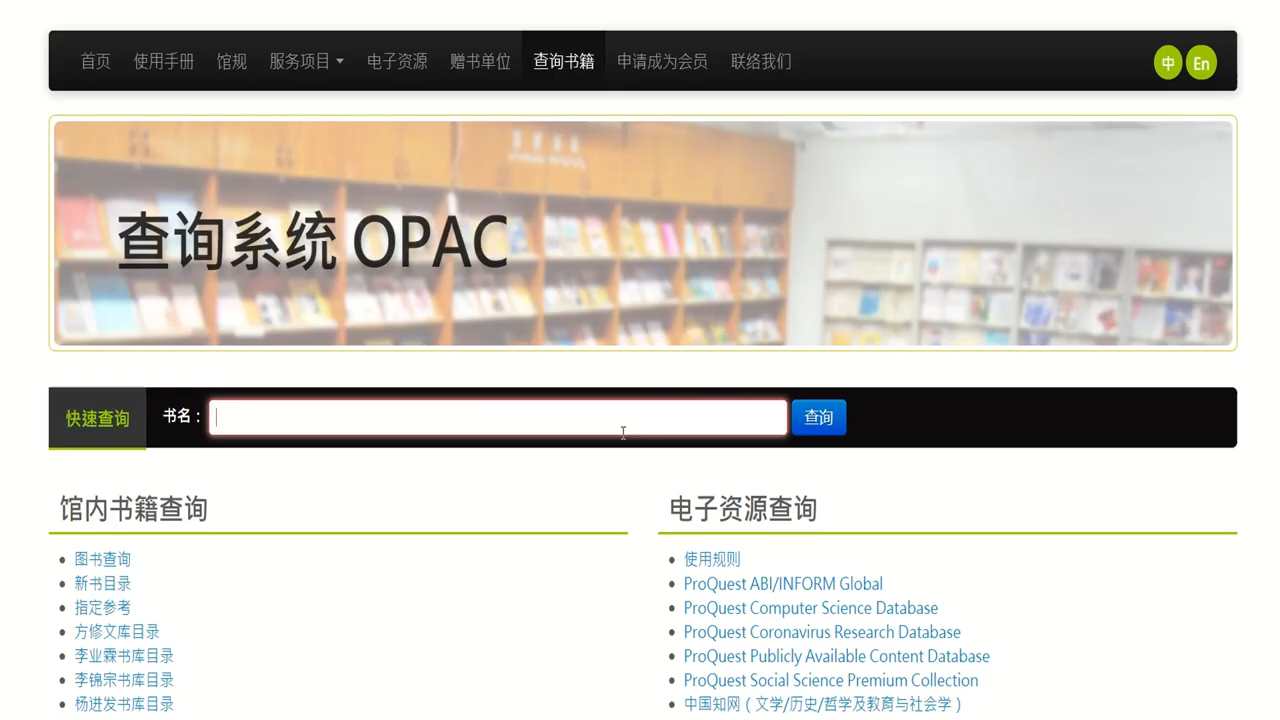 首页 使用手册 馆规 服务项目 电子资源 赠书单位 查询书籍 申请成为会员 联络我们 中 En
查询系统 OPAC
快速查询 书名： 查询
馆内书籍查询
图书查询
新书目录
指定参考
方修文库目录
李业霖书库目录
李锦宗书库目录
杨进发书库目录
电子资源查询
使用规则
ProQuest ABI/INFORM Global
ProQuest Computer Science Database
ProQuest Coronavirus Research Database
ProQuest Publicly Available Content Database
ProQuest Social Science Premium Collection
中国知网（文学/历史/哲学及教育与社会学）